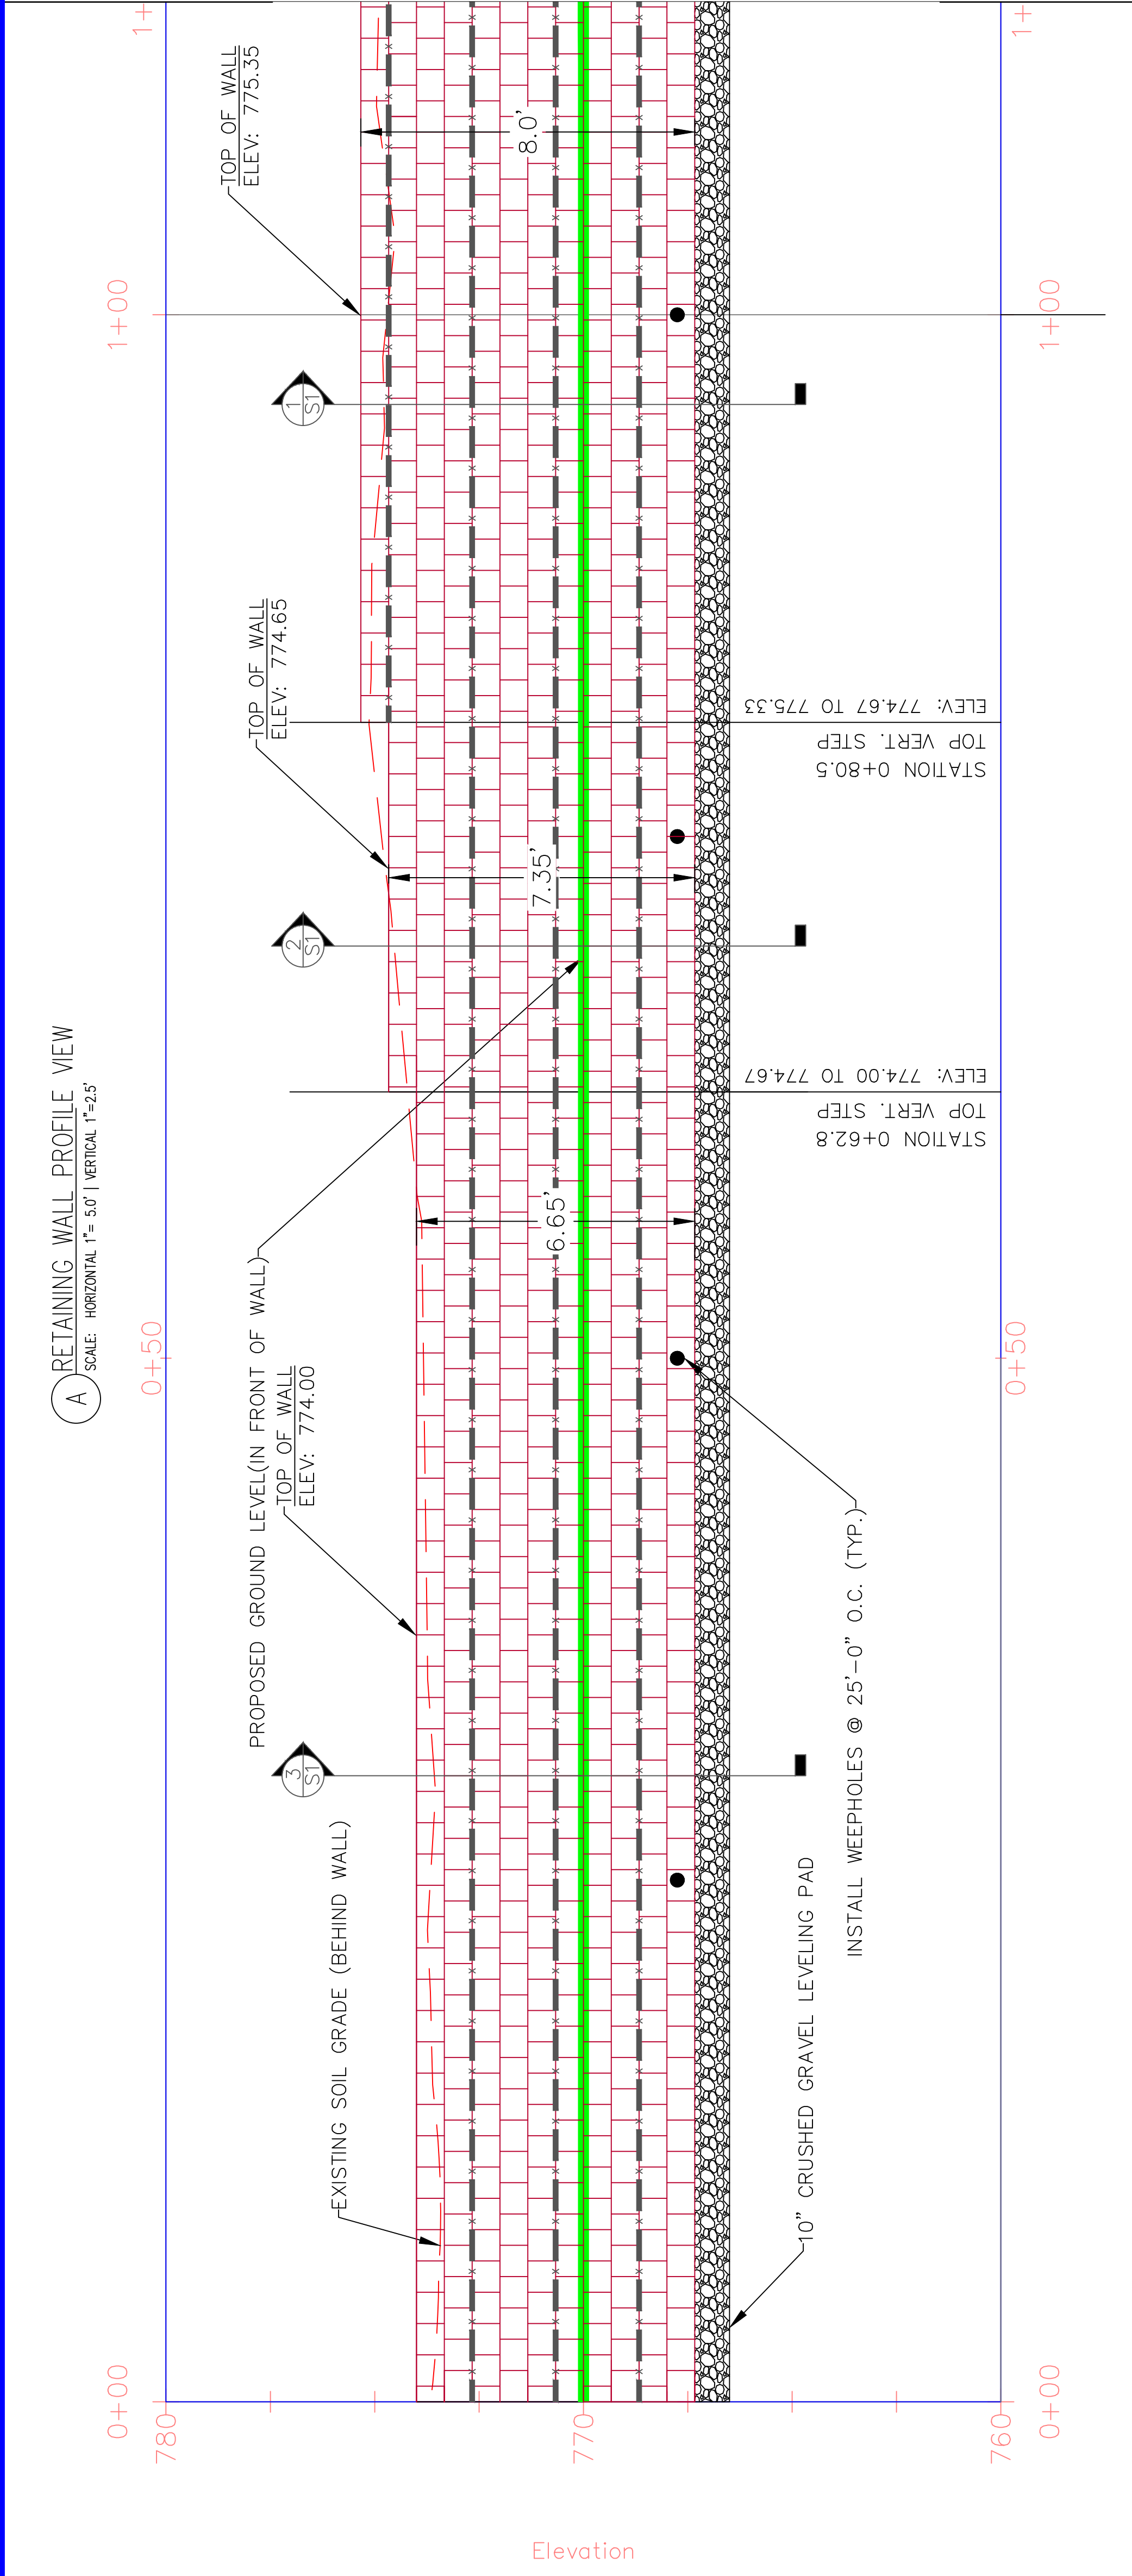 A
RETAINING WALL PROFILE VIEW
SCALE: HORIZONTAL 1"= 5.0' | VERTICAL 1"=2.5'
0+00
0+50
1+00
1+
780
770
760
Elevation
EXISTING SOIL GRADE (BEHIND WALL)
PROPOSED GROUND LEVEL(IN FRONT OF WALL)
TOP OF WALL
ELEV: 774.00
TOP OF WALL
ELEV: 774.65
TOP OF WALL
ELEV: 775.35
3
S1
2
S1
1
S1
6.65'
7.35'
8.0'
10" CRUSHED GRAVEL LEVELING PAD
INSTALL WEEPHOLES @ 25'-0" O.C. (TYP.)
STATION 0+62.8
TOP VERT. STEP
ELEV: 774.00 TO 774.67
STATION 0+80.5
TOP VERT. STEP
ELEV: 774.67 TO 775.33
0+00
0+50
1+00
1+